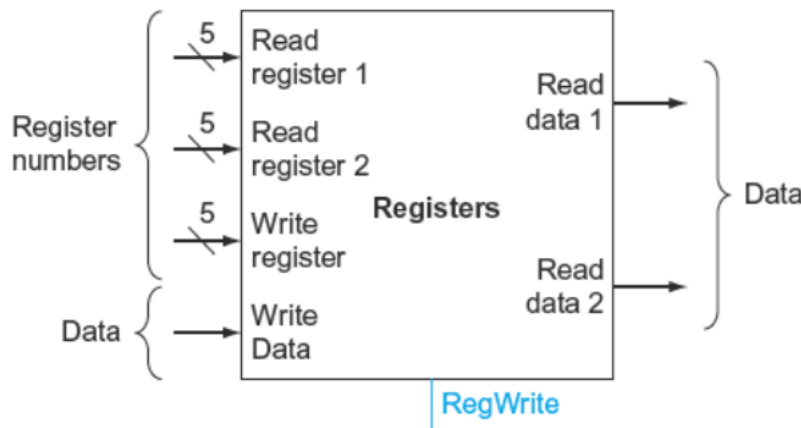 Register
numbers
Data
5
Read
register 1
5
Read
register 2
5
Write
register
Write
Data
Registers
Read
data 1
Read
data 2
Data
RegWrite